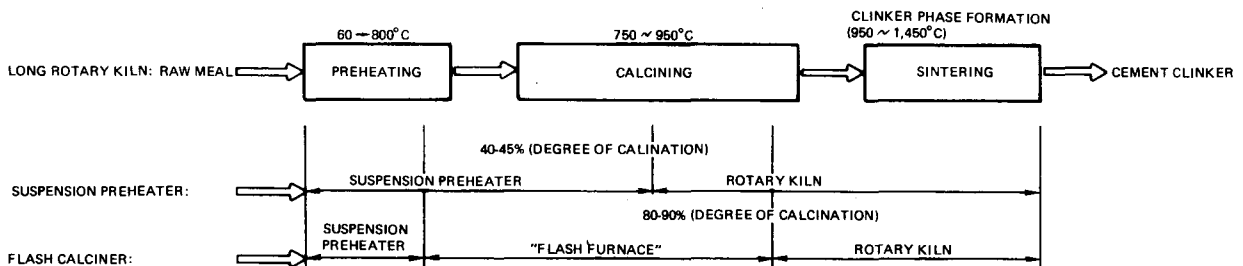 CLINKER PHASE FORMATION
60 – 800°C
750 ~ 950°C
(950 ~ 1,450°C)
LONG ROTARY KILN: RAW MEAL
PREHEATING
CALCINING
SINTERING
CEMENT CLINKER
40-45% (DEGREE OF CALINATION)
SUSPENSION PREHEATER:
SUSPENSION PREHEATER
ROTARY KILN
80-90% (DEGREE OF CALCINATION)
SUSPENSION
PREHEATER
FLASH CALCINER:
"FLASH FURNACE"
ROTARY KILN